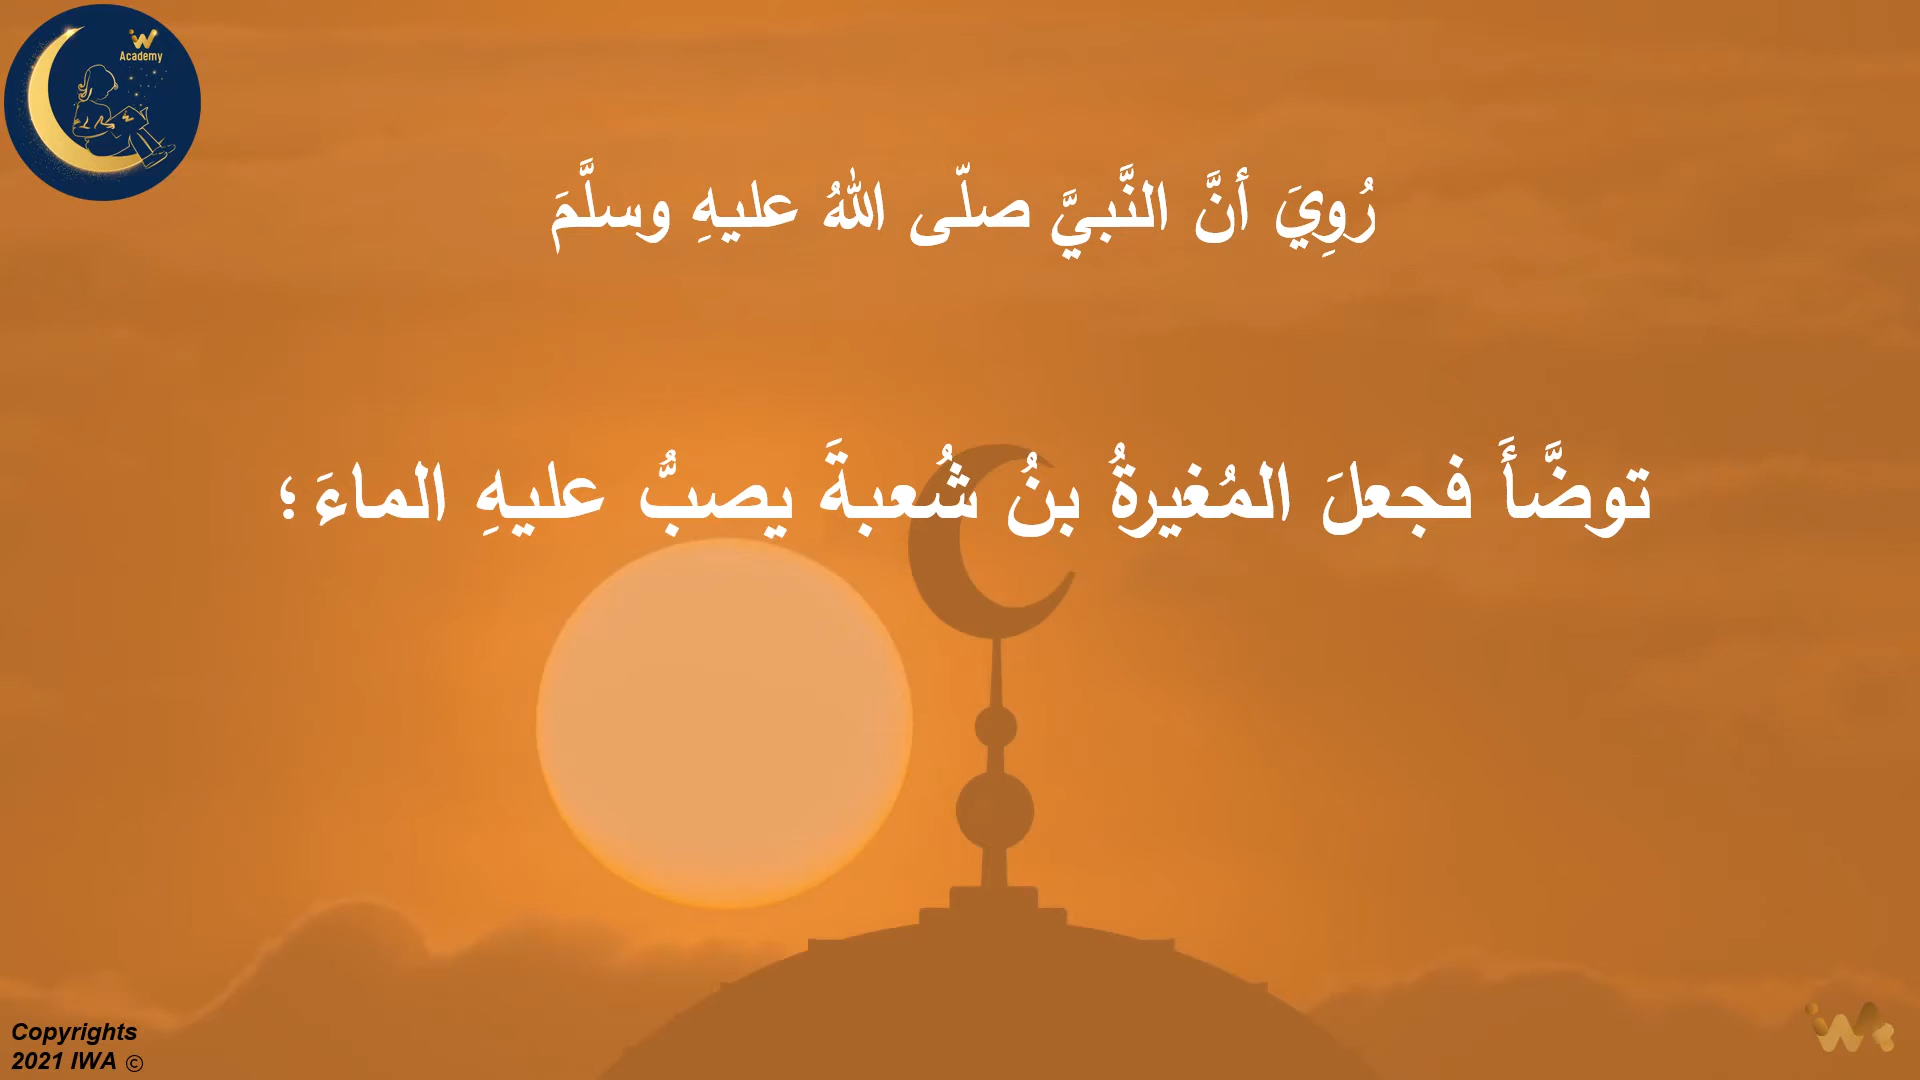 iW
Academy
رُوِيَ أنَّ النَّبيَّ صلّى اللهُ عليهِ وسلَّمَ
توضَّأَ فجعلَ المُغيرةُ بنُ شُعبةَ يصبُّ عليهِ الماءَ ؛
Copyrights
2021 IWA ©